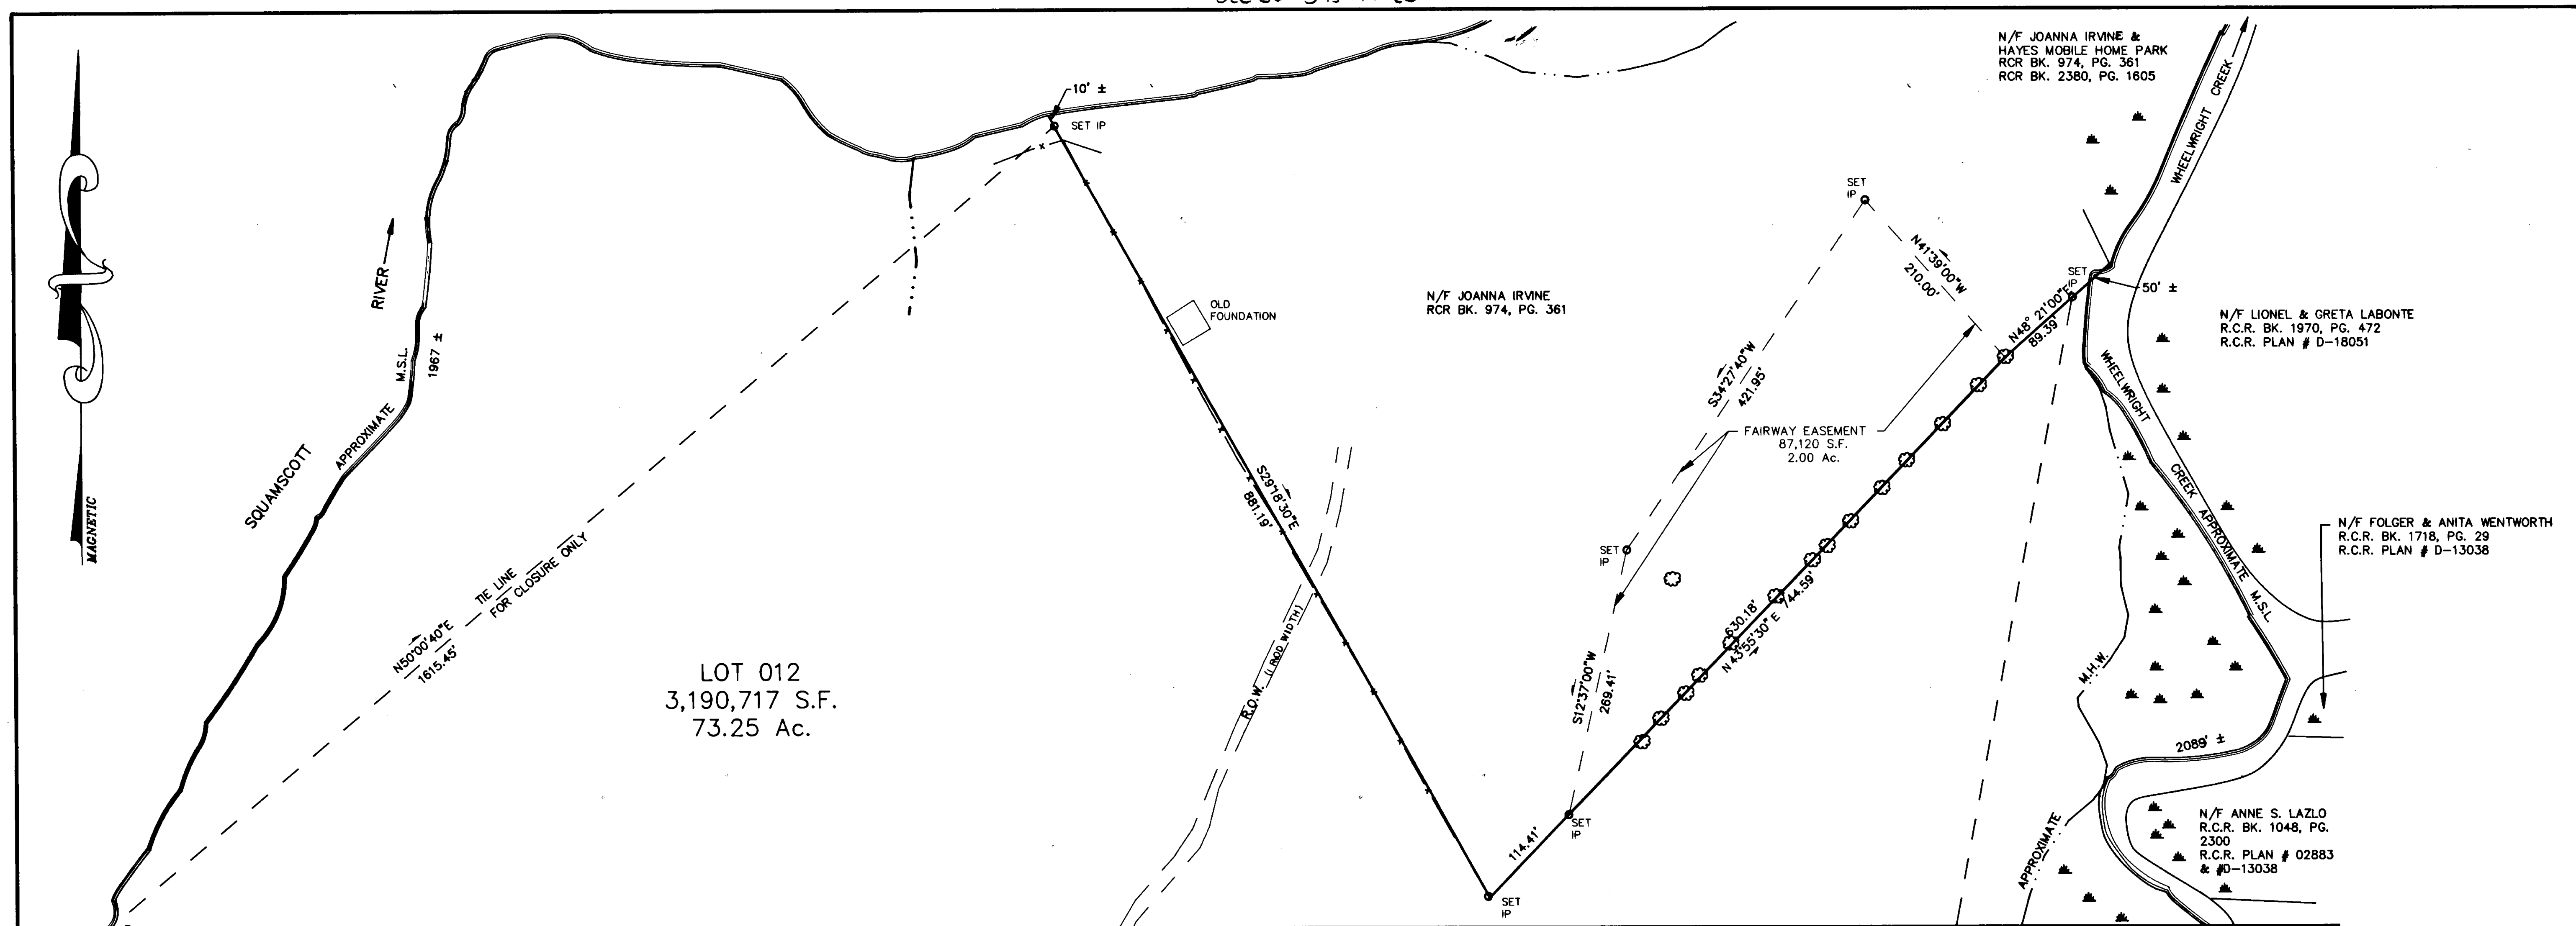 N/F JOANNA IRVINE &
HAYES MOBILE HOME PARK
RCR BK. 974, PG. 361
RCR BK. 2380, PG. 1605
WHEELWRIGHT CREEK
10' ±
SET IP
SET
IP
N41°39'00"W
210.00'
SET
IP
50' ±
N48° 21'00"E
89.39'
RIVER
OLD
FOUNDATION
N/F JOANNA IRVINE
RCR BK. 974, PG. 361
N/F LIONEL & GRETA LABONTE
R.C.R. BK. 1970, PG. 472
R.C.R. PLAN # D-18051
M.S.L.
1967 ±
APPROXIMATE
SQUAMSCOTT
MAGNETIC
S34°27'40"W
421.95'
FAIRWAY EASEMENT
87,120 S.F.
2.00 Ac.
WHEELWRIGHT
CREEK
APPROXIMATE
M.S.L.
S29°18'30"E
881.19'
N/F FOLGER & ANITA WENTWORTH
R.C.R. BK. 1718, PG. 29
R.C.R. PLAN # D-13038
SET
IP
TIE LINE
FOR CLOSURE ONLY
N50°00'40"E
1615.45'
LOT 012
3,190,717 S.F.
73.25 Ac.
R.O.W. (1 ROD WIDTH)
S12°37'00"W
269.41'
630.18'
N 43°55'30" E 744.59'
M.H.W.
2089' ±
SET
IP
114.41'
SET
IP
APPROXIMATE
N/F ANNE S. LAZLO
R.C.R. BK. 1048, PG.
2300
R.C.R. PLAN # 02883
& #D-13038